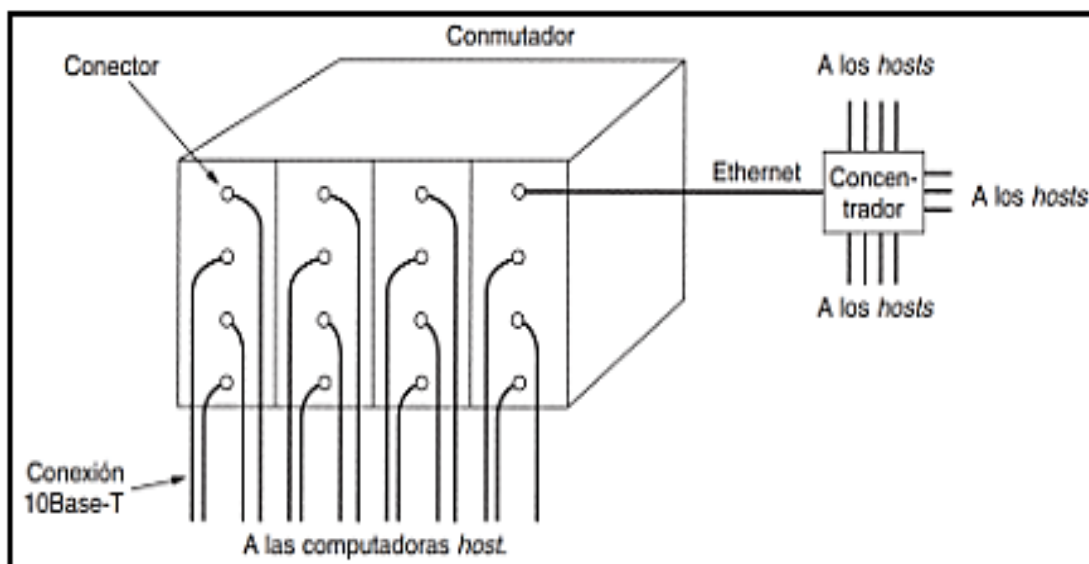 Conmutador
Conector
A los hosts
Ethernet
Concen-
trador
A los hosts
A los hosts
Conexión
10Base-T
A las computadoras host.